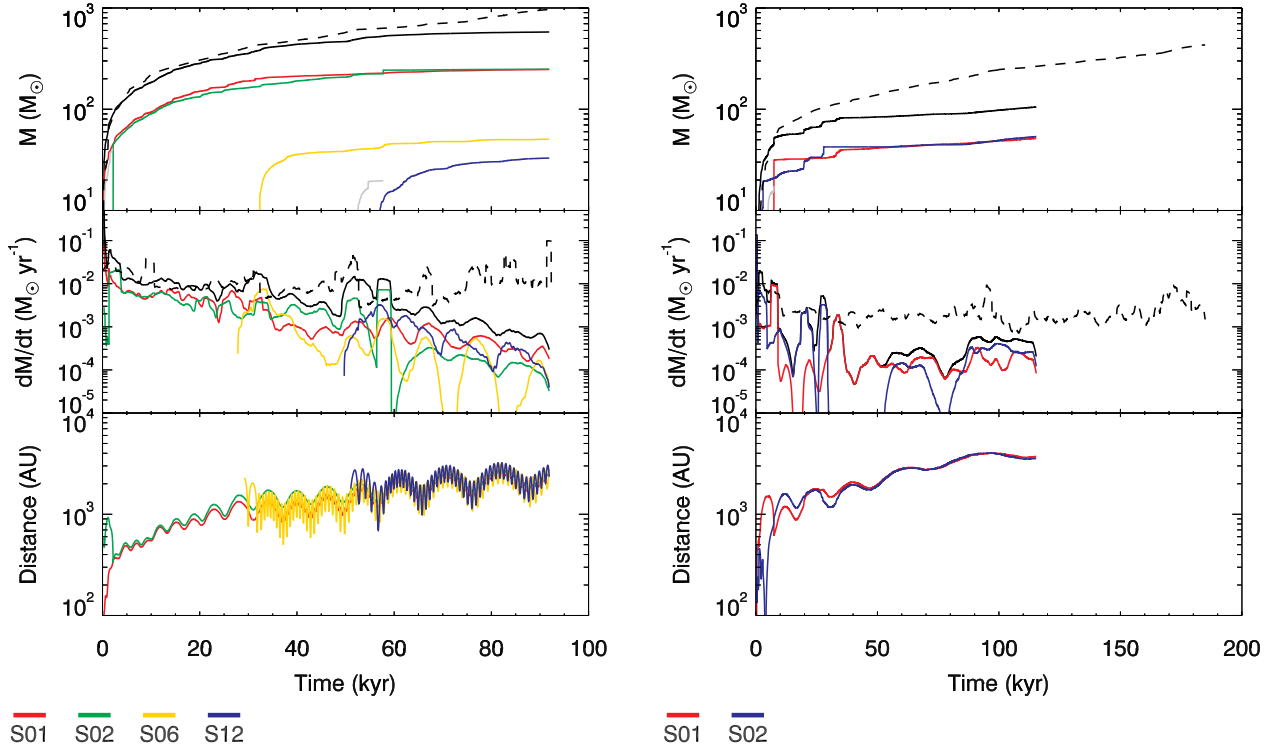 10³
10²
10¹
M (M☉)
10⁻¹
10⁻²
10⁻³
10⁻⁴
10⁻⁵
dM/dt (M☉ yr⁻¹)
10⁴
10³
10²
Distance (AU)
0 20 40 60 80 100
Time (kyr)
S01 S02 S06 S12
10³
10²
10¹
M (M☉)
10⁻¹
10⁻²
10⁻³
10⁻⁴
10⁻⁵
dM/dt (M☉ yr⁻¹)
10⁴
10³
10²
Distance (AU)
0 50 100 150 200
Time (kyr)
S01 S02